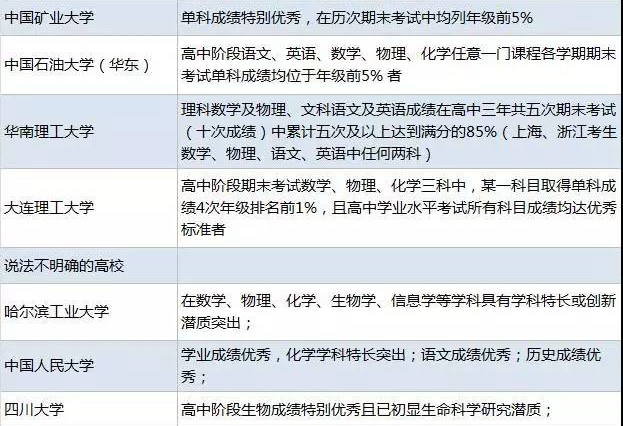 中国矿业大学
单科成绩特别优秀，在历次期末考试中均列年级前5%
中国石油大学（华东）
高中阶段语文、英语、数学、物理、化学任意一门课程各学期期末
考试单科成绩均位于年级前5% 者
华南理工大学
理科数学及物理、文科语文及英语成绩在高中三年共五次期末考试
（十次成绩）中累计五次及以上达到满分的85%（上海、浙江考生
数学、物理、语文、英语中任何两科）
大连理工大学
高中阶段期末考试数学、物理、化学三科中，某一科目取得单科成
绩4次年级排名前1%，且高中学业水平考试所有科目成绩均达优秀
标准者
说法不明确的高校
哈尔滨工业大学
在数学、物理、化学、生物学、信息学等学科具有学科特长或创新
潜质突出；
中国人民大学
学业成绩优秀，化学学科特长突出；语文成绩优秀；历史成绩优
秀；
四川大学
高中阶段生物成绩特别优秀且已初显生命科学研究潜质；